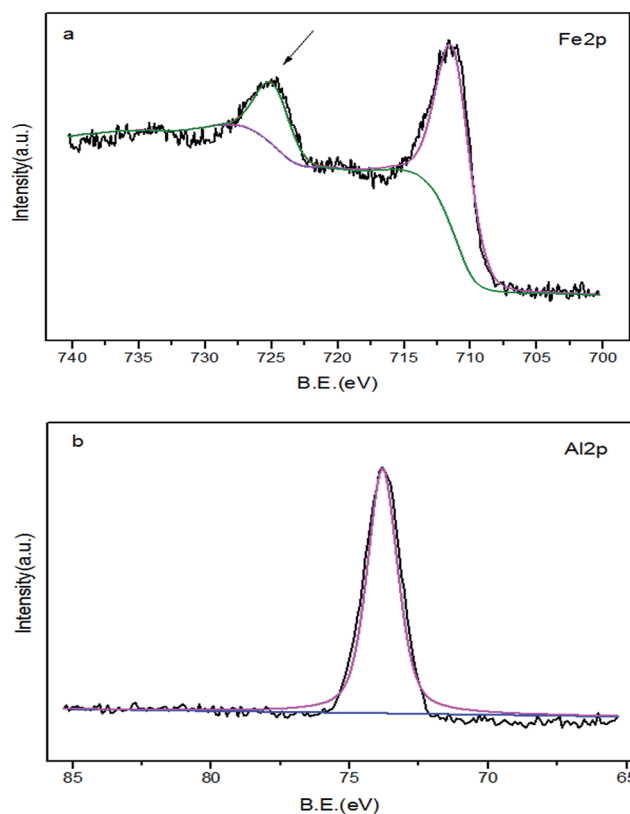 a
Fe2p
Intensity(a.u.)
740 735 730 725 720 715 710 705 700
B.E.(eV)
b
Al2p
Intensity(a.u.)
85 80 75 70 65
B.E.(eV)